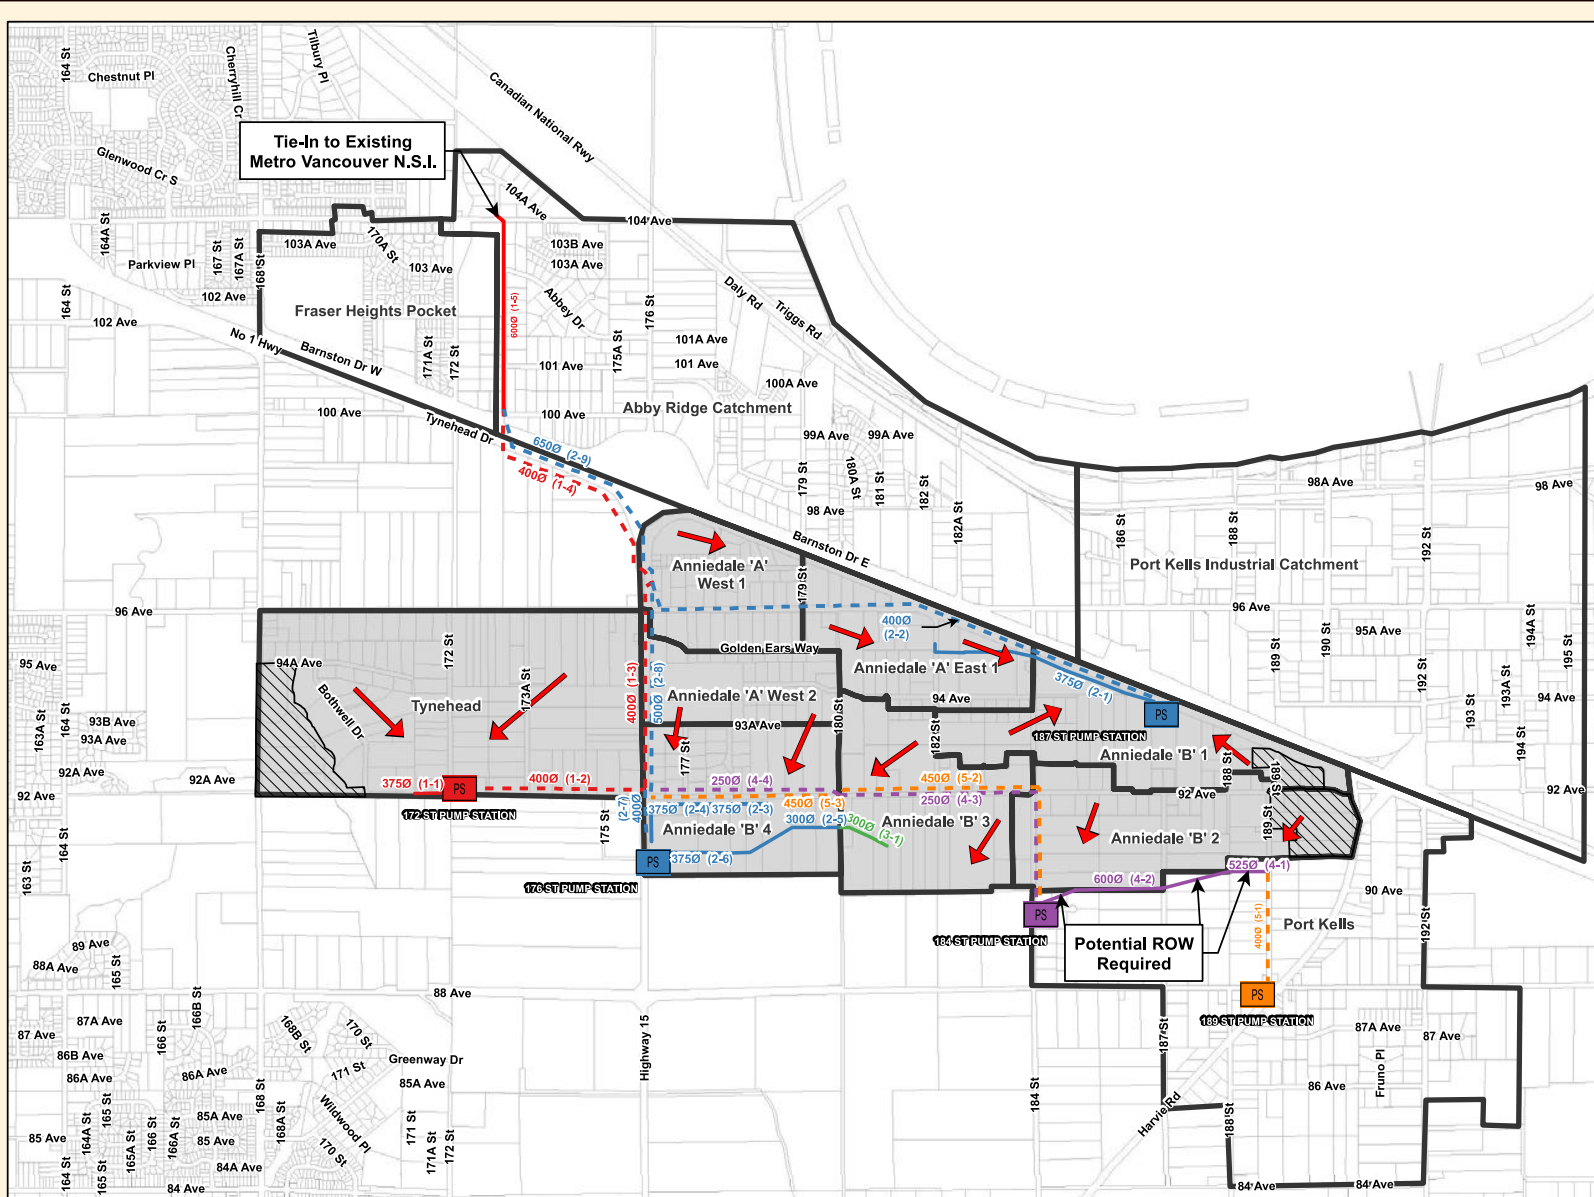 164 St
Chestnut Pl
Cherryhill Cr
Tilbury Pl
Canadian National Rwy
Tie-In to Existing
Metro Vancouver N.S.I.
Glenwood Cr S
104A Ave
104 Ave
164A St
Parkview Pl
167 St
167A St
168 St
103A Ave
170A St
103 Ave
103B Ave
103A Ave
102 Ave
164 St
102 Ave
Fraser Heights Pocket
600Ø (1-5)
Abbey Dr
176 St
175A St
Daly Rd
Triggs Rd
No 1 Hwy
Barnston Dr W
171A St
172 St
101 Ave
101A Ave
101 Ave
100A Ave
100 Ave
Tynehead Dr
100 Ave
Abby Ridge Catchment
650Ø (2-9)
400Ø (1-4)
99A Ave
99A Ave
179 St
180A St
181 St
182 St
98 Ave
182A St
Barnston Dr E
98A Ave
98 Ave
186 St
188 St
192 St
Port Kells Industrial Catchment
Anniedale 'A'
West 1
179 St
96 Ave
96 Ave
400Ø
(2-2)
95A Ave
189 St
190 St
194A St
195 St
95 Ave
94A Ave
172 St
173A St
Golden Ears Way
Anniedale 'A' East 1
375Ø (2-1)
94 Ave
94 Ave
192 St
193A St
193 St
194 St
Bothwell Dr
Tynehead
400Ø (1-3)
500Ø (2-8)
Anniedale 'A' West 2
93A Ave
180 St
182 St
PS
187 ST PUMP STATION
163A St
164 St
93B Ave
93A Ave
92A Ave
92A Ave
92 Ave
177 St
Anniedale 'B' 1
188 St
189 St
92 Ave
92 Ave
375Ø (1-1)
PS
400Ø (1-2)
172 ST PUMP STATION
250Ø (4-4)
450Ø (5-2)
450Ø (5-3)
250Ø (4-3)
400Ø
(2-7)
375Ø (2-4)
375Ø (2-3)
300Ø (2-5)
300Ø (3-1)
175 St
Anniedale 'B' 4
Anniedale 'B' 3
Anniedale 'B' 2
189 St
164 St
163 St
PS
375Ø (2-6)
176 ST PUMP STATION
525Ø (4-1)
600Ø (4-2)
90 Ave
PS
184 ST PUMP STATION
Potential ROW
Required
400Ø (5-1)
Port Kells
192 St
89 Ave
88A Ave
165 St
88 Ave
PS
189 ST PUMP STATION
87 Ave
87A Ave
166 St
166B St
168B St
170 St
171 St
Greenway Dr
86B Ave
86A Ave
86A Ave
85A Ave
Highway 15
184 St
187 St
87A Ave
87 Ave
86 Ave
Fruno Pl
Harvie Rd
188 St
168 St
168A St
Wildwood Pl
170 St
171 St
171A St
172 St
85A Ave
85 Ave
85 Ave
84A Ave
84 Ave
164A St
165 St
165A St
166 St
166A St
164 St
165 St
84 Ave
84 Ave